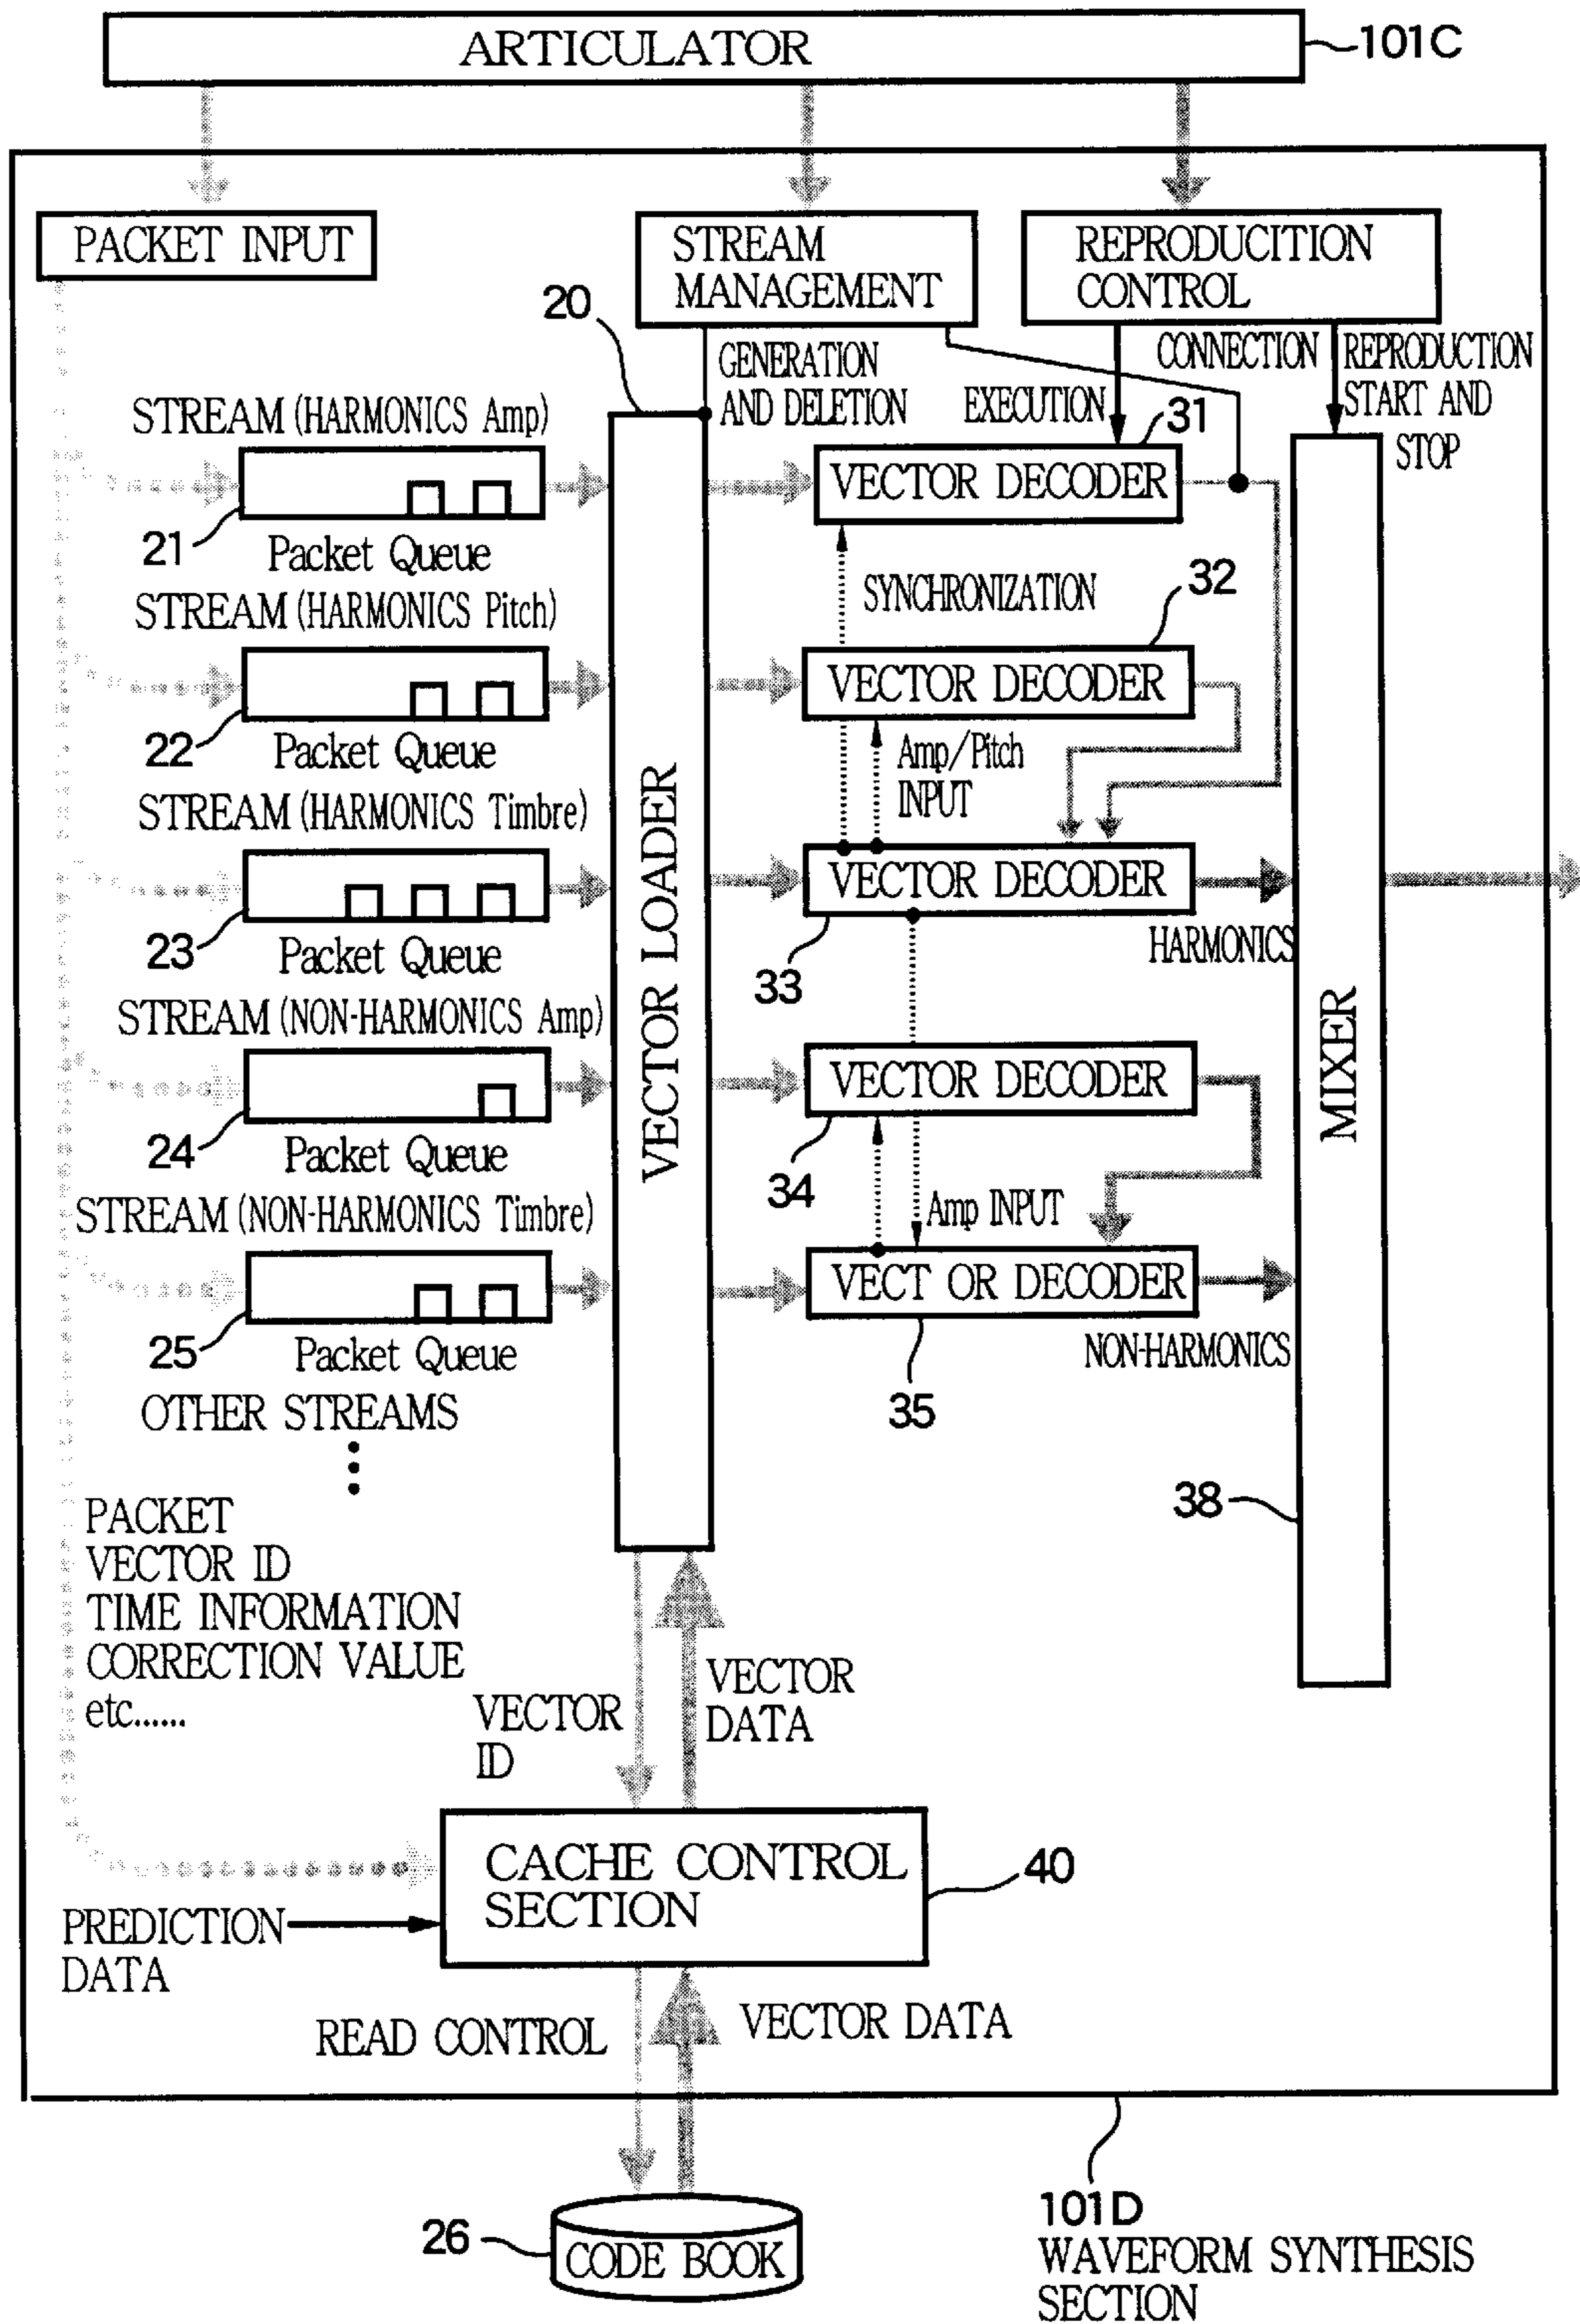 ARTICULATOR
101C
PACKET INPUT
STREAM
MANAGEMENT
REPRODUCITION
CONTROL
20
GENERATION
AND DELETION
EXECUTION
CONNECTION
REPRODUCTION
START AND
STOP
STREAM (HARMONICS Amp)
21
Packet Queue
VECTOR DECODER
31
SYNCHRONIZATION
STREAM (HARMONICS Pitch)
22
Packet Queue
VECTOR DECODER
32
Amp/Pitch
INPUT
STREAM (HARMONICS Timbre)
23
Packet Queue
VECTOR DECODER
33
HARMONICS
STREAM (NON-HARMONICS Amp)
24
Packet Queue
VECTOR DECODER
34
Amp INPUT
STREAM (NON-HARMONICS Timbre)
25
Packet Queue
VECT OR DECODER
35
NON-HARMONICS
VECTOR LOADER
MIXER
38
OTHER STREAMS
PACKET
VECTOR ID
TIME INFORMATION
CORRECTION VALUE
etc......
VECTOR
ID
VECTOR
DATA
CACHE CONTROL
SECTION
40
PREDICTION
DATA
READ CONTROL
VECTOR DATA
26
CODE BOOK
101D
WAVEFORM SYNTHESIS
SECTION